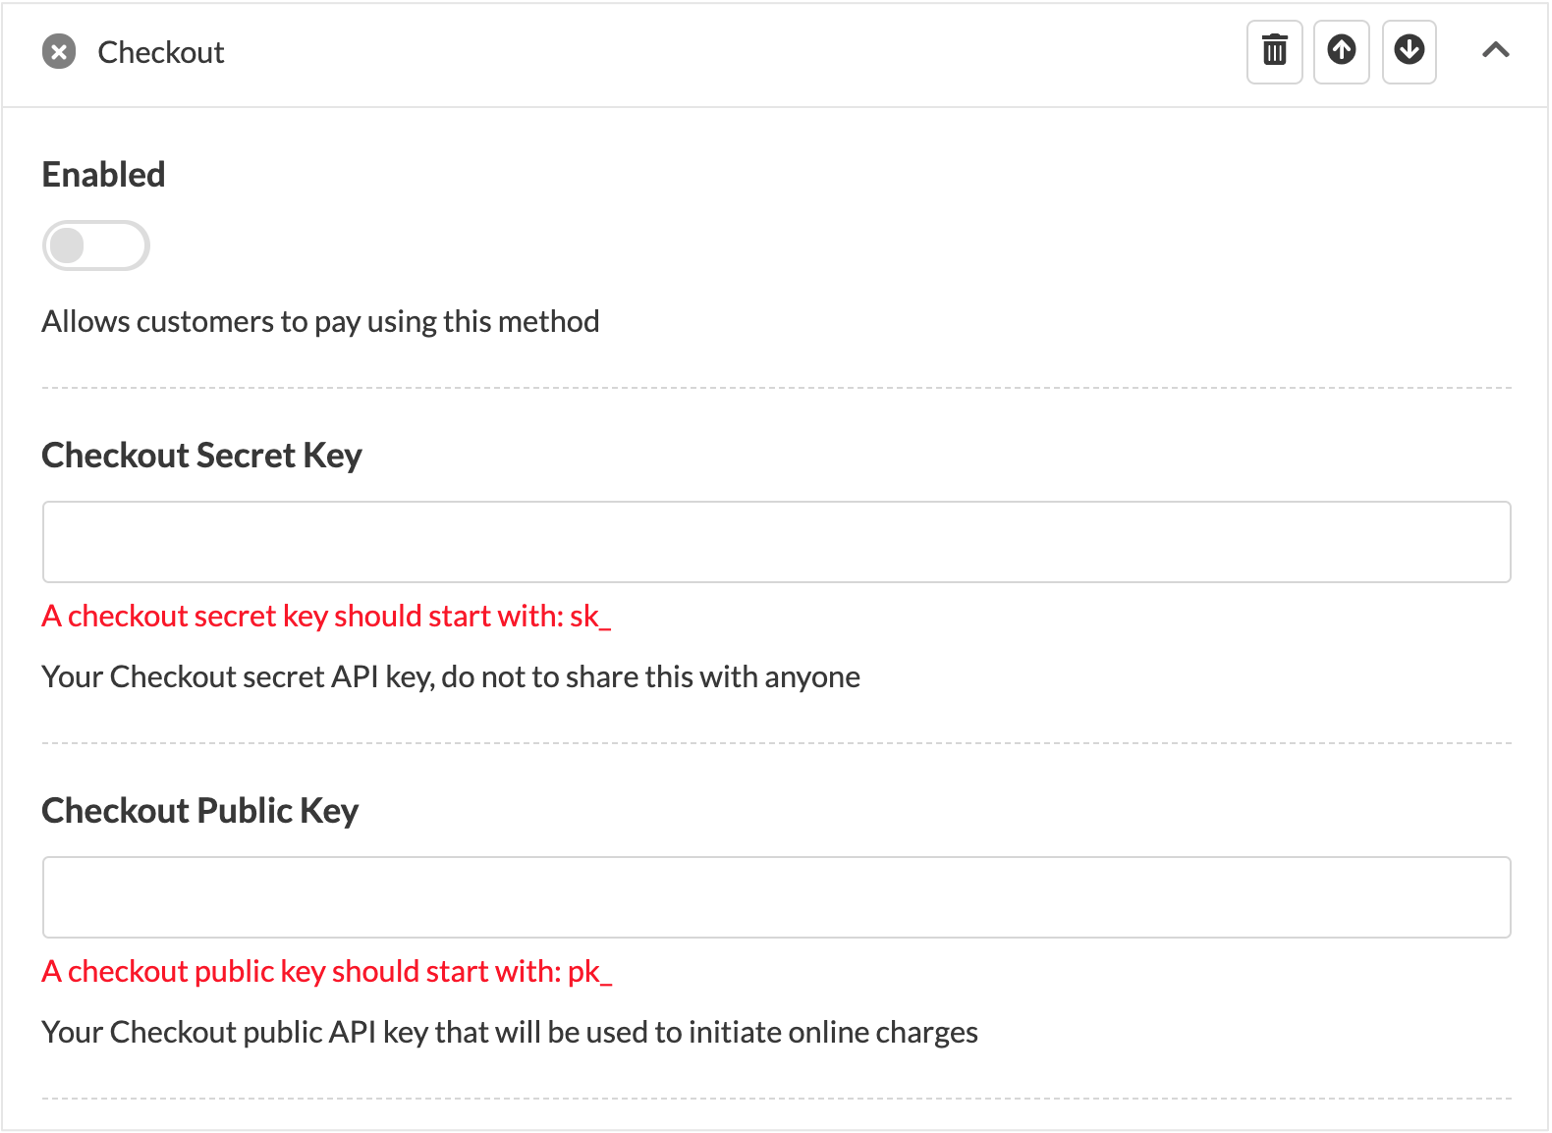 Checkout
Enabled
Allows customers to pay using this method
Checkout Secret Key
A checkout secret key should start with: sk_
Your Checkout secret API key, do not to share this with anyone
Checkout Public Key
A checkout public key should start with: pk_
Your Checkout public API key that will be used to initiate online charges